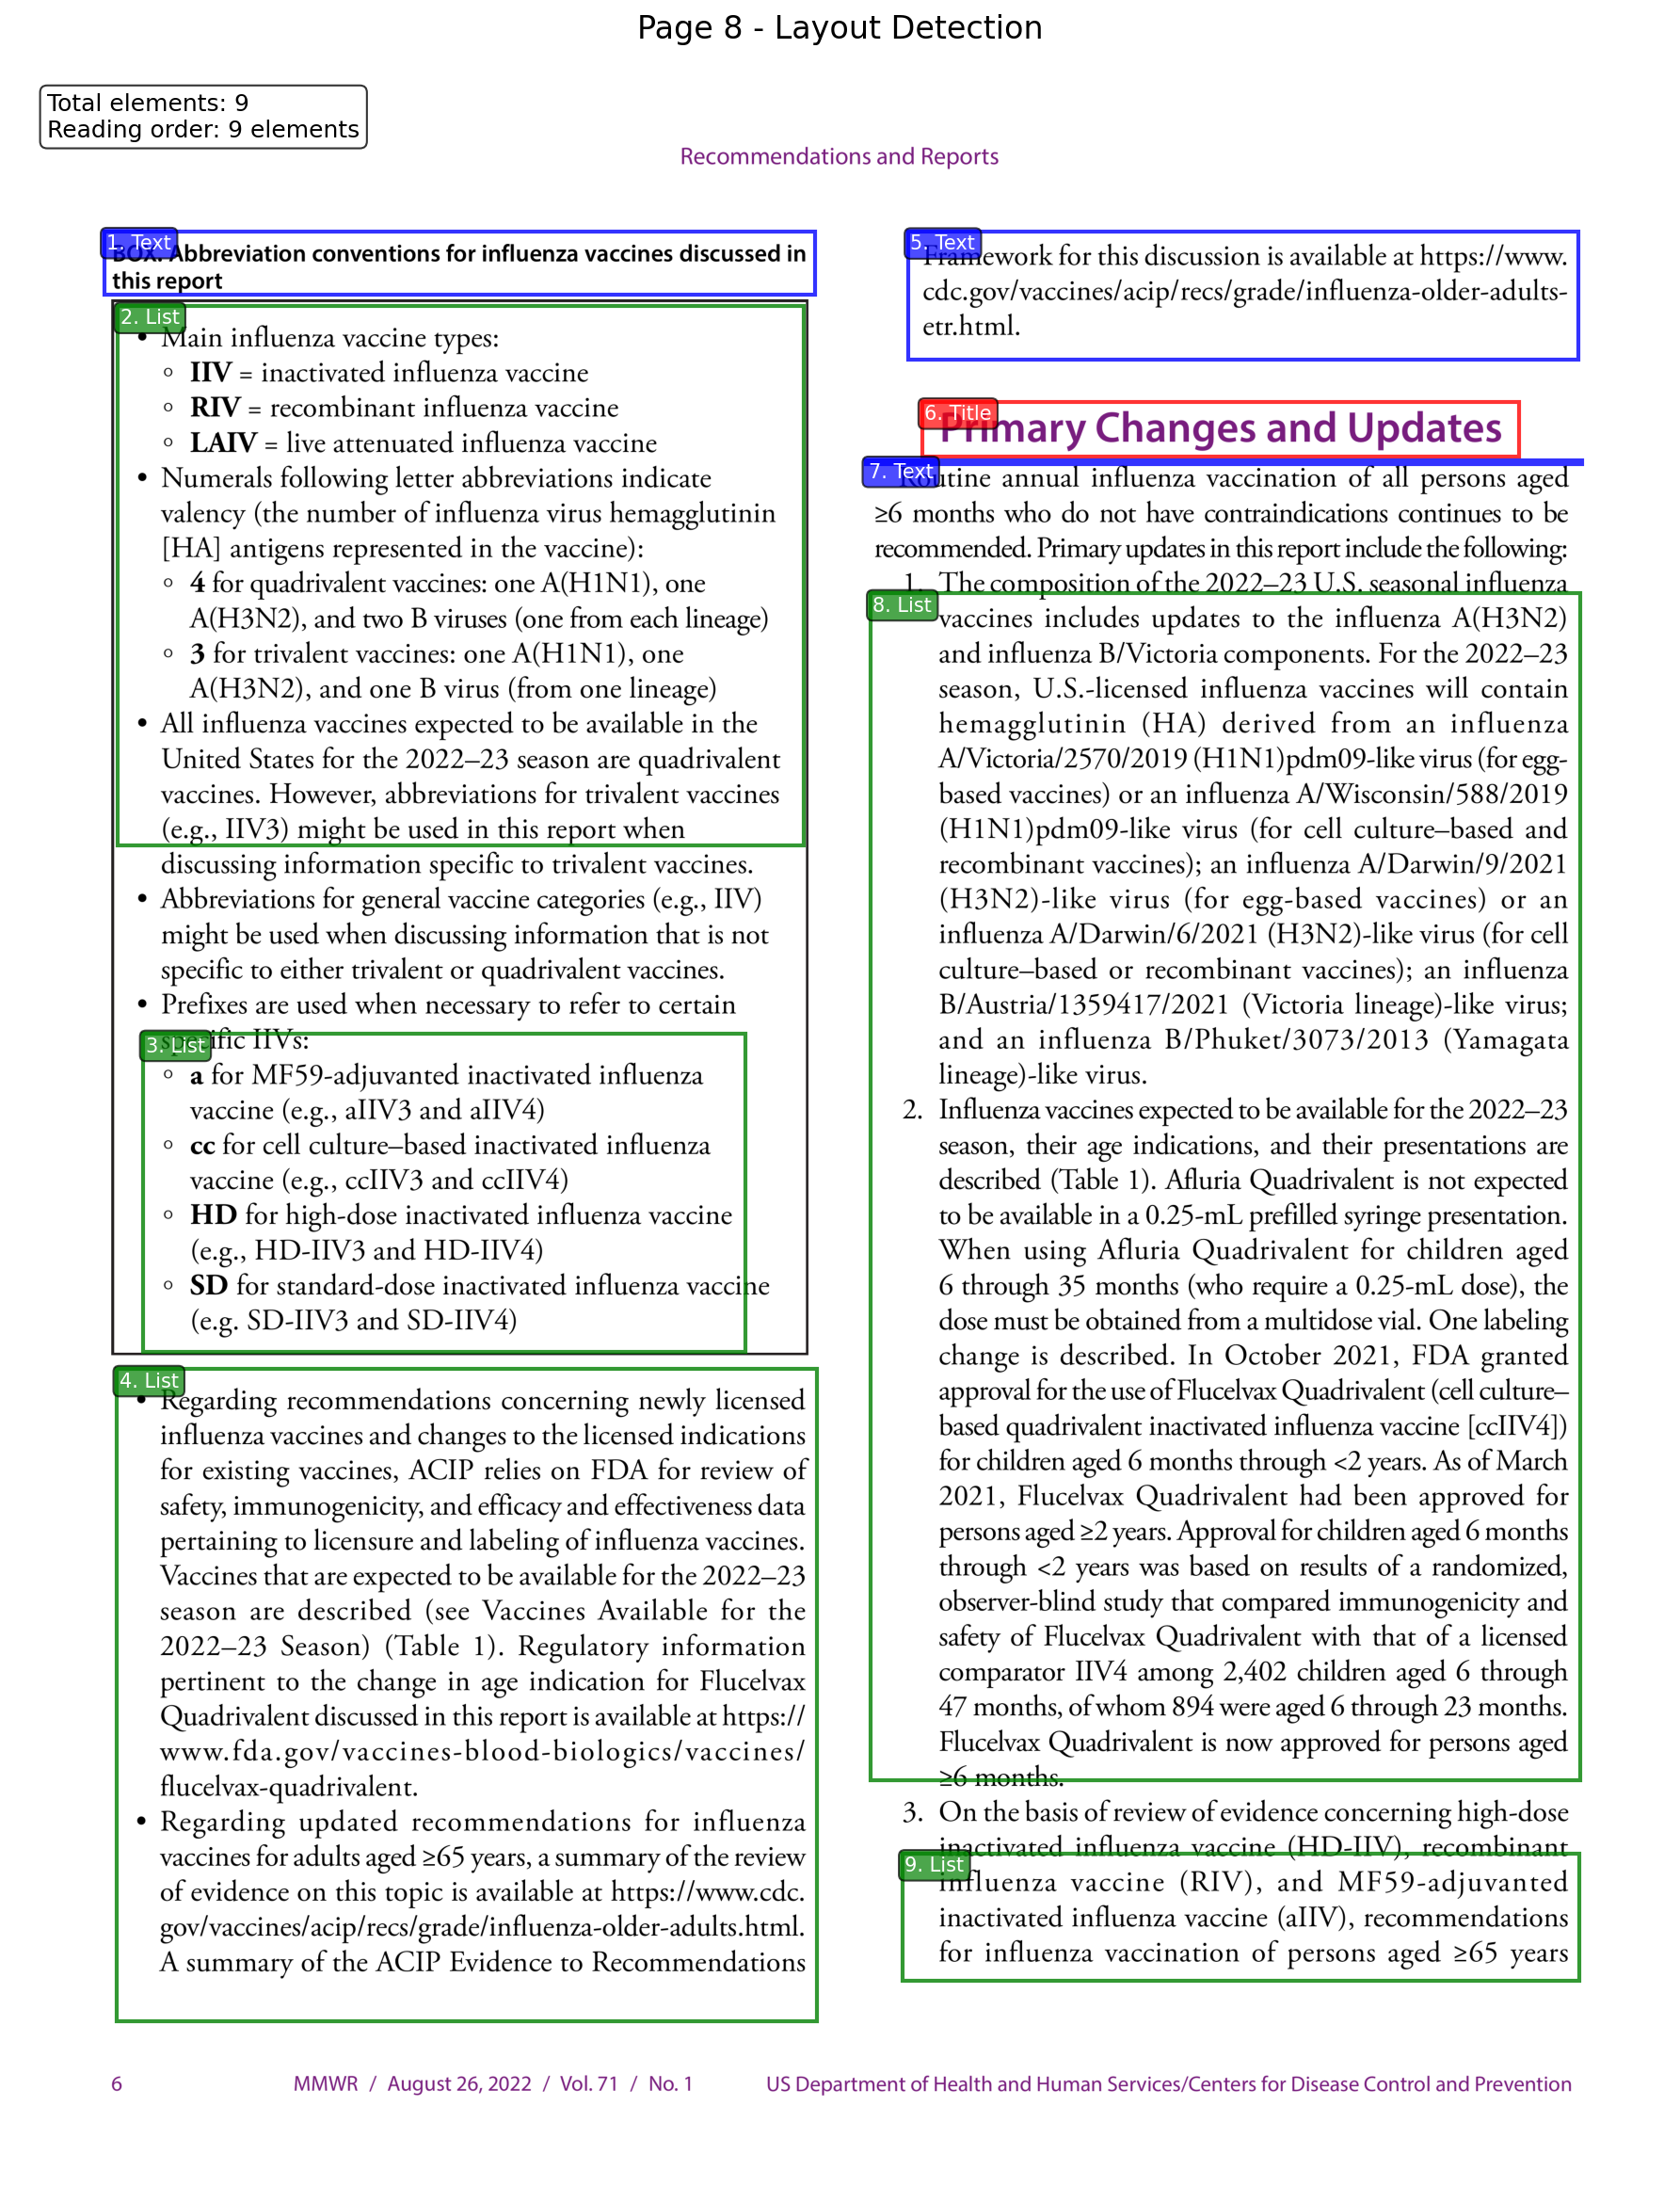 Page 8 - Layout Detection
Total elements: 9
Reading order: 9 elements
Recommendations and Reports
1. Text
BOX. Abbreviation conventions for influenza vaccines discussed in
this report
2. List
• Main influenza vaccine types:
◦ IIV = inactivated influenza vaccine
◦ RIV = recombinant influenza vaccine
◦ LAIV = live attenuated influenza vaccine
• Numerals following letter abbreviations indicate
valency (the number of influenza virus hemagglutinin
[HA] antigens represented in the vaccine):
◦ 4 for quadrivalent vaccines: one A(H1N1), one
A(H3N2), and two B viruses (one from each lineage)
◦ 3 for trivalent vaccines: one A(H1N1), one
A(H3N2), and one B virus (from one lineage)
• All influenza vaccines expected to be available in the
United States for the 2022–23 season are quadrivalent
vaccines. However, abbreviations for trivalent vaccines
(e.g., IIV3) might be used in this report when
discussing information specific to trivalent vaccines.
• Abbreviations for general vaccine categories (e.g., IIV)
might be used when discussing information that is not
specific to either trivalent or quadrivalent vaccines.
• Prefixes are used when necessary to refer to certain
specific IIVs:
3. List
◦ a for MF59-adjuvanted inactivated influenza
vaccine (e.g., aIIV3 and aIIV4)
◦ cc for cell culture–based inactivated influenza
vaccine (e.g., ccIIV3 and ccIIV4)
◦ HD for high-dose inactivated influenza vaccine
(e.g., HD-IIV3 and HD-IIV4)
◦ SD for standard-dose inactivated influenza vaccine
(e.g. SD-IIV3 and SD-IIV4)
4. List
• Regarding recommendations concerning newly licensed
influenza vaccines and changes to the licensed indications
for existing vaccines, ACIP relies on FDA for review of
safety, immunogenicity, and efficacy and effectiveness data
pertaining to licensure and labeling of influenza vaccines.
Vaccines that are expected to be available for the 2022–23
season are described (see Vaccines Available for the
2022–23 Season) (Table 1). Regulatory information
pertinent to the change in age indication for Flucelvax
Quadrivalent discussed in this report is available at https://
www.fda.gov/vaccines-blood-biologics/vaccines/
flucelvax-quadrivalent.
• Regarding updated recommendations for influenza
vaccines for adults aged ≥65 years, a summary of the review
of evidence on this topic is available at https://www.cdc.
gov/vaccines/acip/recs/grade/influenza-older-adults.html.
A summary of the ACIP Evidence to Recommendations
5. Text
Framework for this discussion is available at https://www.
cdc.gov/vaccines/acip/recs/grade/influenza-older-adults-
etr.html.
6. Title
Primary Changes and Updates
7. Text
Routine annual influenza vaccination of all persons aged
≥6 months who do not have contraindications continues to be
recommended. Primary updates in this report include the following:
1. The composition of the 2022–23 U.S. seasonal influenza
8. List
vaccines includes updates to the influenza A(H3N2)
and influenza B/Victoria components. For the 2022–23
season, U.S.-licensed influenza vaccines will contain
hemagglutinin (HA) derived from an influenza
A/Victoria/2570/2019 (H1N1)pdm09-like virus (for egg-
based vaccines) or an influenza A/Wisconsin/588/2019
(H1N1)pdm09-like virus (for cell culture–based and
recombinant vaccines); an influenza A/Darwin/9/2021
(H3N2)-like virus (for egg-based vaccines) or an
influenza A/Darwin/6/2021 (H3N2)-like virus (for cell
culture–based or recombinant vaccines); an influenza
B/Austria/1359417/2021 (Victoria lineage)-like virus;
and an influenza B/Phuket/3073/2013 (Yamagata
lineage)-like virus.
2. Influenza vaccines expected to be available for the 2022–23
season, their age indications, and their presentations are
described (Table 1). Afluria Quadrivalent is not expected
to be available in a 0.25-mL prefilled syringe presentation.
When using Afluria Quadrivalent for children aged
6 through 35 months (who require a 0.25-mL dose), the
dose must be obtained from a multidose vial. One labeling
change is described. In October 2021, FDA granted
approval for the use of Flucelvax Quadrivalent (cell culture–
based quadrivalent inactivated influenza vaccine [ccIIV4])
for children aged 6 months through <2 years. As of March
2021, Flucelvax Quadrivalent had been approved for
persons aged ≥2 years. Approval for children aged 6 months
through <2 years was based on results of a randomized,
observer-blind study that compared immunogenicity and
safety of Flucelvax Quadrivalent with that of a licensed
comparator IIV4 among 2,402 children aged 6 through
47 months, of whom 894 were aged 6 through 23 months.
Flucelvax Quadrivalent is now approved for persons aged
≥6 months.
3. On the basis of review of evidence concerning high-dose
inactivated influenza vaccine (HD-IIV), recombinant
9. List
influenza vaccine (RIV), and MF59-adjuvanted
inactivated influenza vaccine (aIIV), recommendations
for influenza vaccination of persons aged ≥65 years
6 MMWR / August 26, 2022 / Vol. 71 / No. 1 US Department of Health and Human Services/Centers for Disease Control and Prevention